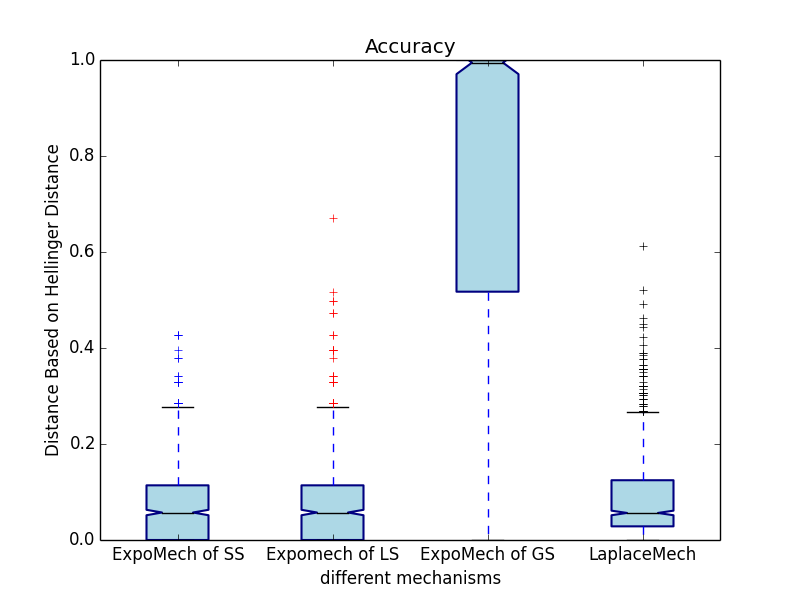 Accuracy
Distance Based on Hellinger Distance
1.0
0.8
0.6
0.4
0.2
0.0
ExpoMech of SS
Expomech of LS
ExpoMech of GS
LaplaceMech
different mechanisms